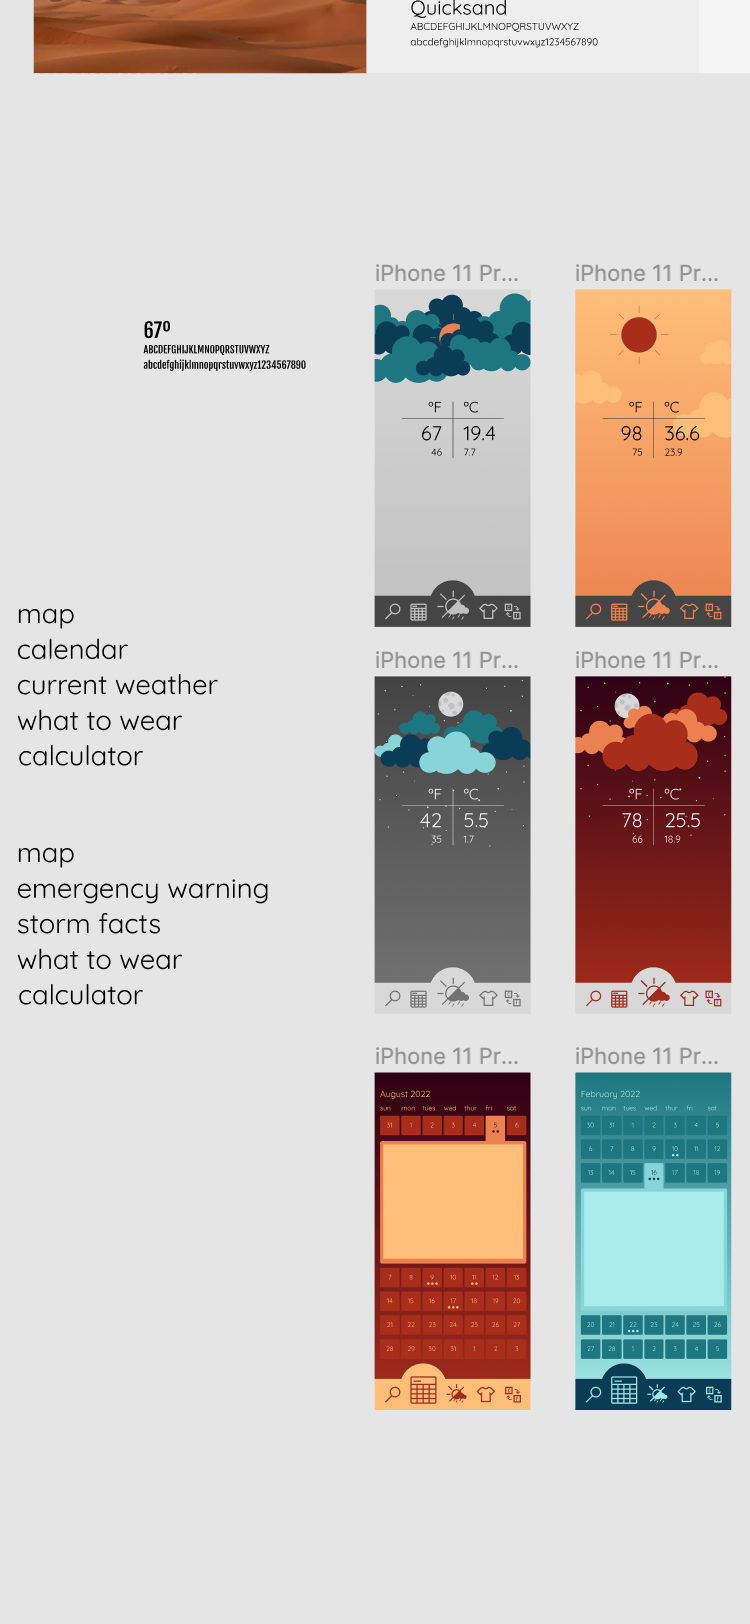 Quicksand
ABCDEFGHIJKLMNOPQRSTUVWXYZ
abcdefghijklmnopqrstuvwxyz1234567890
67º
ABCDEFGHIJKLMNOPQRSTUVWXYZ
abcdefghijklmnopqrstuvwxyz1234567890
map
calendar
current weather
what to wear
calculator
map
emergency warning
storm facts
what to wear
calculator
iPhone 11 Pr...
ºF ºC
67 19.4
46 7.7
iPhone 11 Pr...
ºF ºC
98 36.6
75 23.9
iPhone 11 Pr...
ºF ºC
42 5.5
35 1.7
iPhone 11 Pr...
ºF ºC
78 25.5
66 18.9
iPhone 11 Pr...
August 2022
sun mon tues wed thur fri sat
31 1 2 3 4 5 6
7 8 9 10 11 12 13
14 15 16 17 18 19 20
21 22 23 24 25 26 27
28 29 30 31 1 2 3
iPhone 11 Pr...
February 2022
sun mon tues wed thur fri sat
30 31 1 2 3 4 5
6 7 8 9 10 11 12
13 14 15 16 17 18 19
20 21 22 23 24 25 26
27 28 1 2 3 4 5